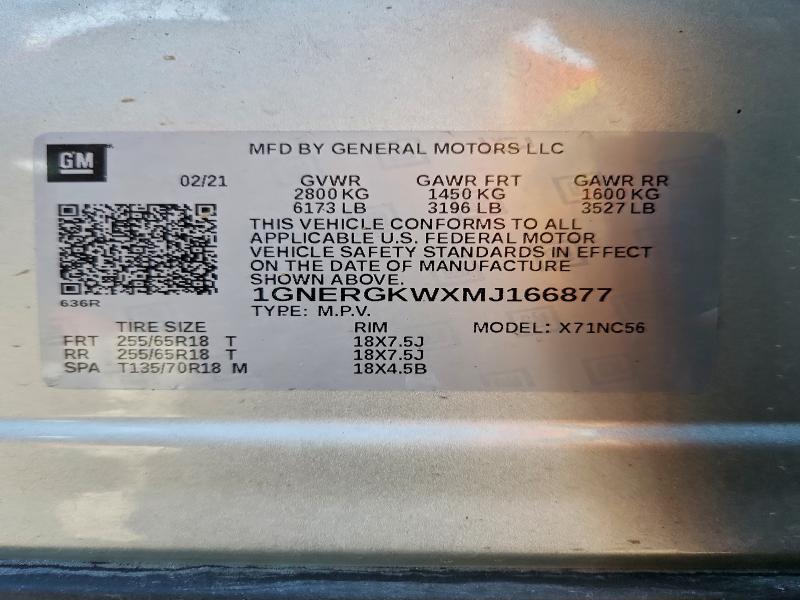 GM
MFD BY GENERAL MOTORS LLC
02/21 GVWR GAWR FRT GAWR RR
2800 KG 1450 KG 1600 KG
6173 LB 3196 LB 3527 LB
THIS VEHICLE CONFORMS TO ALL
APPLICABLE U.S. FEDERAL MOTOR
VEHICLE SAFETY STANDARDS IN EFFECT
ON THE DATE OF MANUFACTURE
SHOWN ABOVE.
636R
1GNERGKWXMJ166877
TYPE: M.P.V.
TIRE SIZE RIM MODEL: X71NC56
FRT 255/65R18 T 18X7.5J
RR 255/65R18 T 18X7.5J
SPA T135/70R18 M 18X4.5B